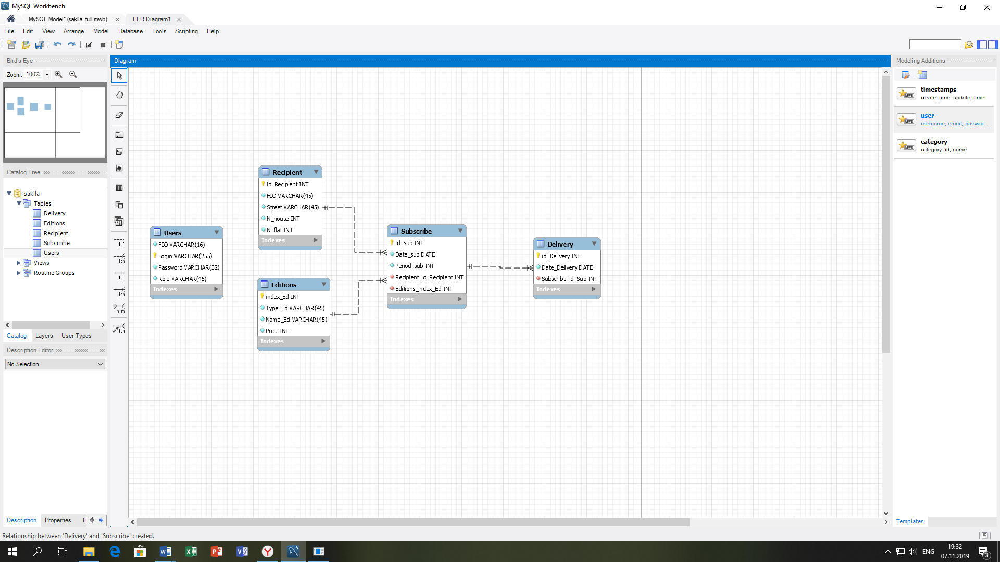 MySQL Workbench
MySQL Model* (sakila_full.mwb)
EER Diagram1
File Edit View Arrange Model Database Tools Scripting Help
Bird's Eye
Zoom: 100%
Catalog Tree
sakila
Tables
Delivery
Editions
Recipient
Subscribe
Users
Views
Routine Groups
Catalog Layers User Types
Description Editor
No Selection
Description Properties H
Diagram
1:1
1:n
1:1
1:n
n:m
1:n
Users
FIO VARCHAR(16)
Login VARCHAR(255)
Password VARCHAR(32)
Role VARCHAR(45)
Indexes
Recipient
id_Recipient INT
FIO VARCHAR(45)
Street VARCHAR(45)
N_house INT
N_flat INT
Indexes
Editions
index_Ed INT
Type_Ed VARCHAR(45)
Name_Ed VARCHAR(45)
Price INT
Indexes
Subscribe
id_Sub INT
Date_sub DATE
Period_sub INT
Recipient_id_Recipient INT
Editions_index_Ed INT
Indexes
Delivery
id_Delivery INT
Date_Delivery DATE
Subscribe_id_Sub INT
Indexes
Modeling Additions
MWB
timestamps
create_time, update_time
MWB
user
username, email, passwor...
MWB
category
category_id, name
Templates
Relationship between 'Delivery' and 'Subscribe' created.
ENG
19:32
07.11.2019
3